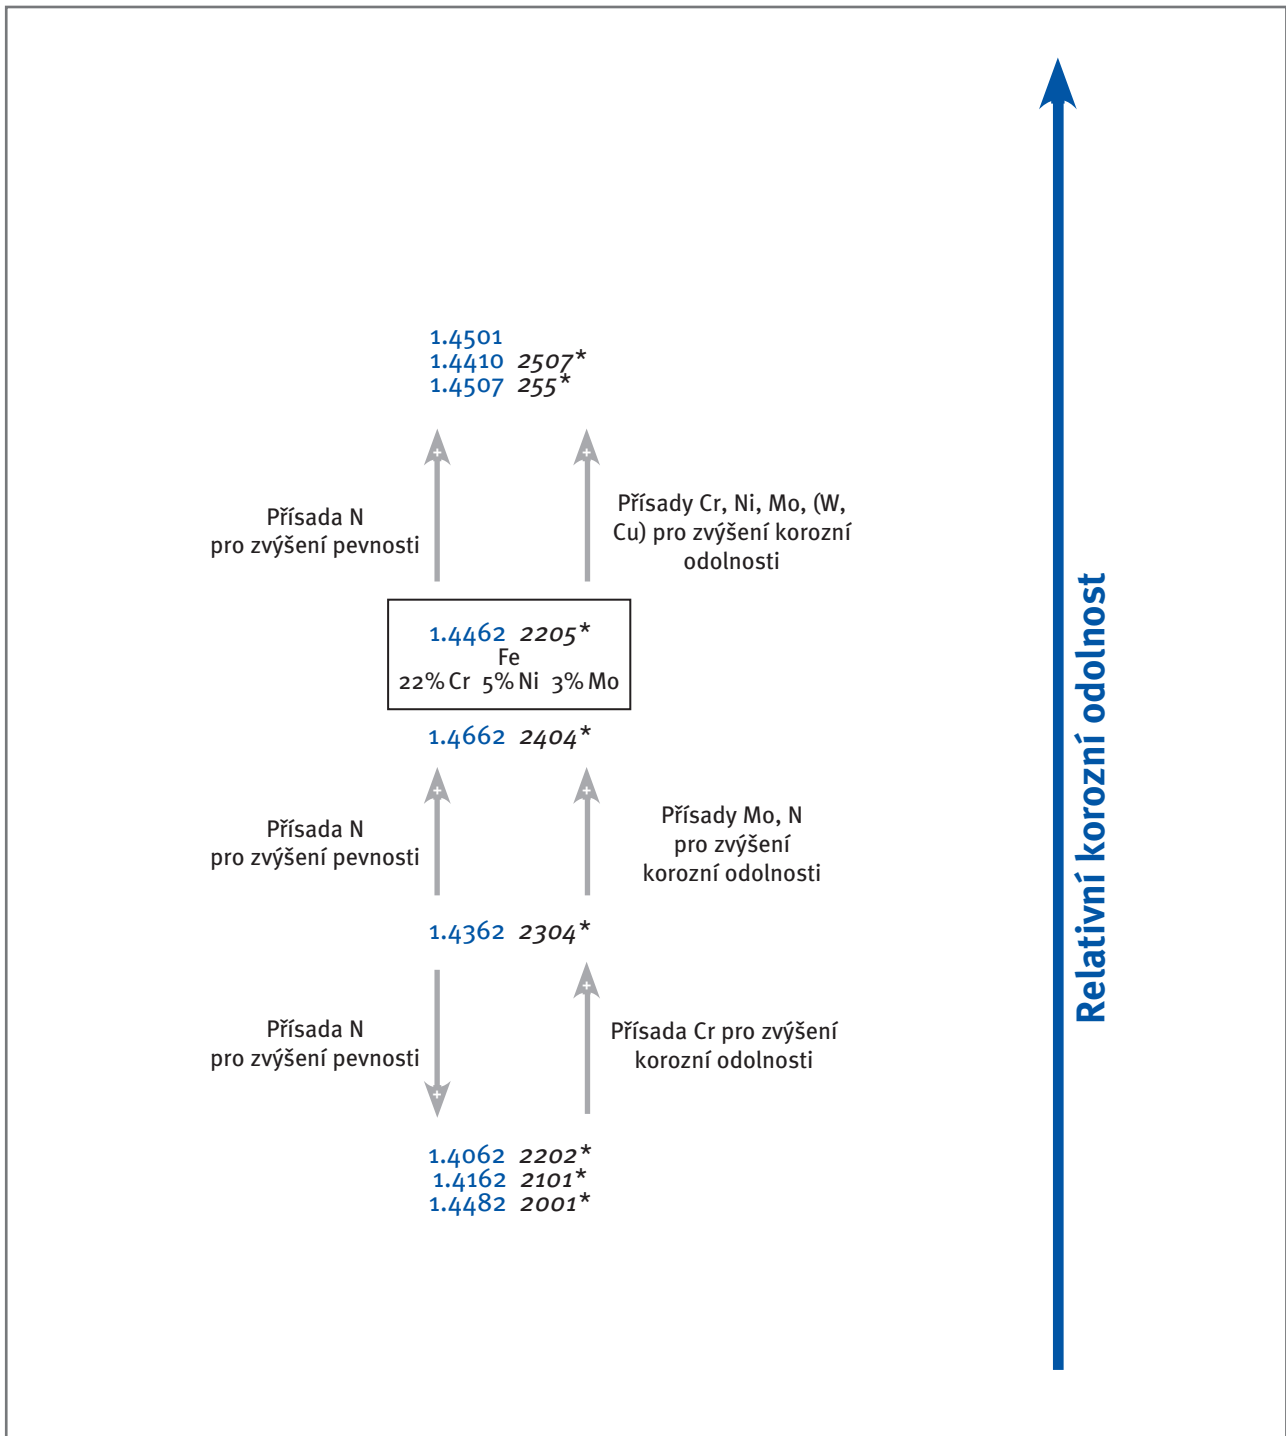 1.4501
1.4410 2507*
1.4507 255*
Přísada N
pro zvýšení pevnosti
Přísady Cr, Ni, Mo, (W,
Cu) pro zvýšení korozní
odolnosti
1.4462 2205*
Fe
22% Cr 5% Ni 3% Mo
1.4662 2404*
Přísada N
pro zvýšení pevnosti
Přísady Mo, N
pro zvýšení
korozní odolnosti
1.4362 2304*
Přísada N
pro zvýšení pevnosti
Přísada Cr pro zvýšení
korozní odolnosti
1.4062 2202*
1.4162 2101*
1.4482 2001*
Relativní korozní odolnost